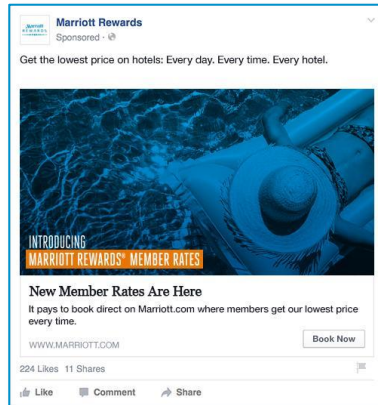 Marriott
REWARDS
Marriott Rewards
Sponsored ·
Get the lowest price on hotels: Every day. Every time. Every hotel.
INTRODUCING
MARRIOTT REWARDS® MEMBER RATES
New Member Rates Are Here
It pays to book direct on Marriott.com where members get our lowest price
every time.
WWW.MARRIOTT.COM
Book Now
224 Likes 11 Shares
Like Comment Share